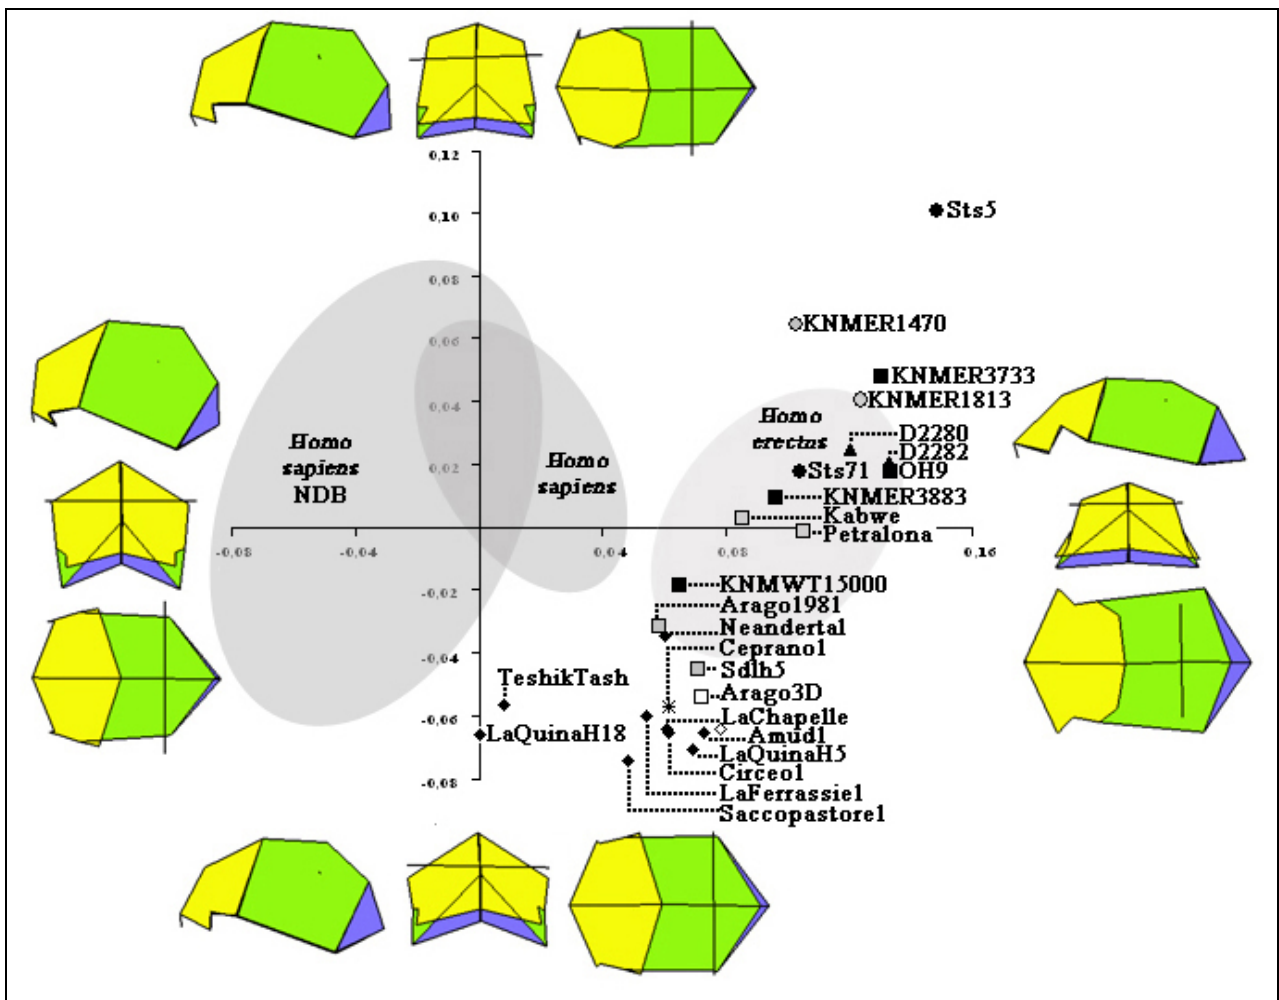 0,12
0,10
Sts5
0,08
KNMER1470
0,06
KNMER3733
0,04
KNMER1813
Homo
erectus
D2280
Homo
sapiens
NDB
Homo
sapiens
0,02
D2282
Sts71
OH9
KNMER3883
Kabwe
Petralona
-0,08
-0,04
0,04
0,08
0,16
-0,02
KNMWT15000
Arago1981
Neandertal
Ceprano1
-0,04
Sdlh5
TeshikTash
Arago3D
-0,06
LaChapelle
LaQuinaH18
Amud1
LaQuinaH5
-0,08
Circeo1
LaFerrassie1
Saccopastore1